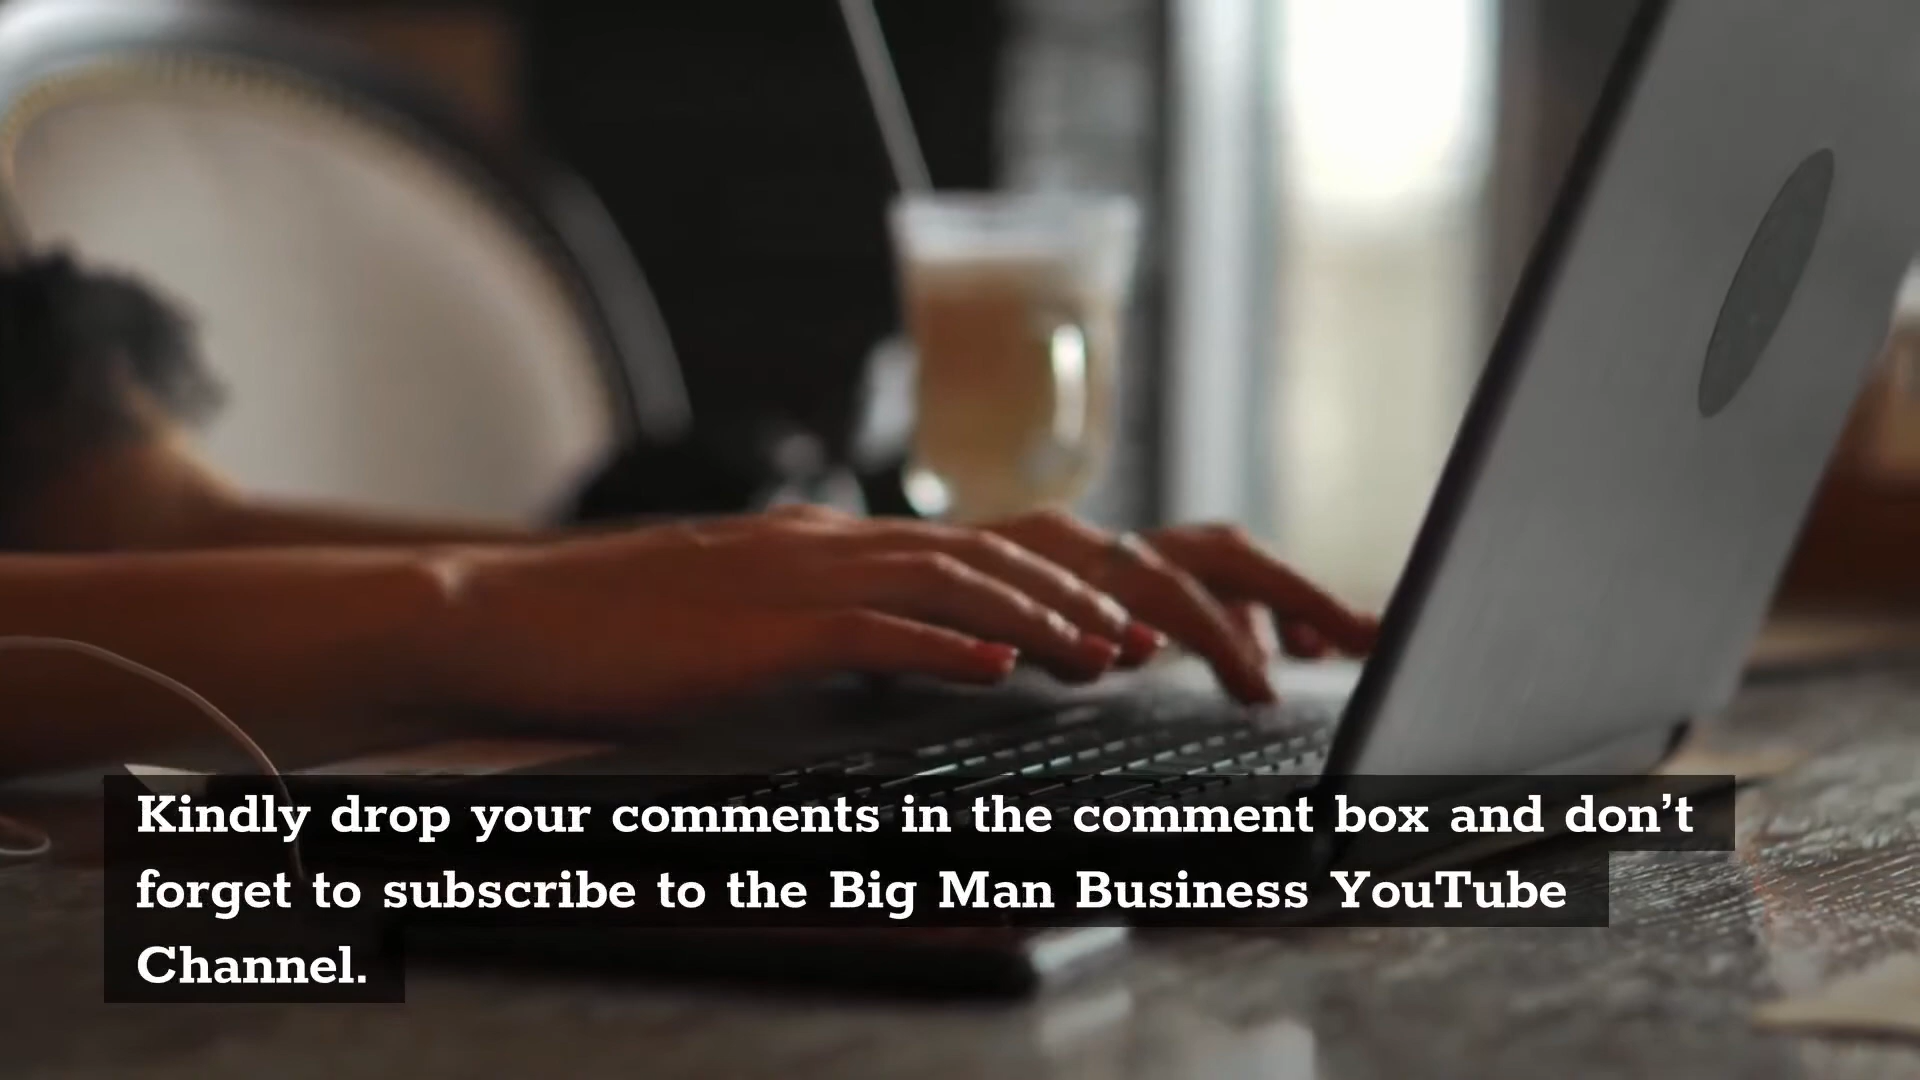 Kindly drop your comments in the comment box and don’t
forget to subscribe to the Big Man Business YouTube
Channel.